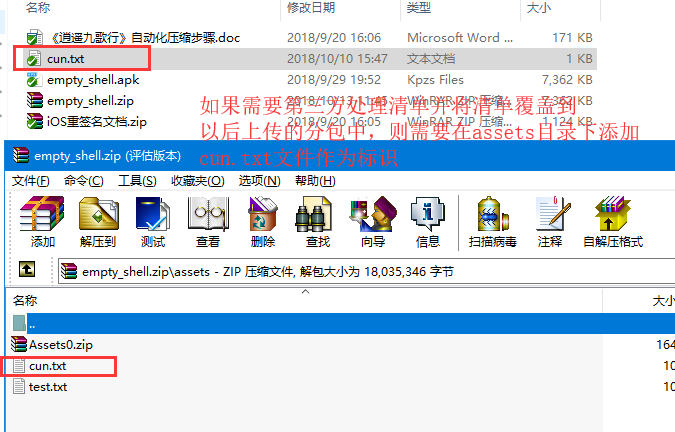 名称 修改日期 类型 大小
《逍遥九歌行》自动化压缩步骤.doc 2018/9/20 16:06 Microsoft Word ... 171 KB
cun.txt 2018/10/10 15:47 文本文档 1 KB
empty_shell.apk 2018/9/29 19:52 Kpzs Files 7,362 KB
empty_shell.zip 2018/10/13 11:45 WinRAR ZIP 压缩... 7,362 KB
iOS重签名文档.zip 2018/9/20 16:05 WinRAR ZIP 压缩... 1,124 KB
如果需要第二方处理清单并将清单覆盖到
以后上传的分包中，则需要在assets目录下添加
cun.txt文件作为标识
empty_shell.zip (评估版本)
文件(F) 命令(C) 工具(S) 收藏夹(O) 选项(N) 帮助(H)
添加 解压到 测试 查看 删除 查找 向导 信息 扫描病毒 注释 自解压格式
empty_shell.zip\assets - ZIP 压缩文件, 解包大小为 18,035,346 字节
名称 大小
..
Assets0.zip 164
cun.txt 10
test.txt 10